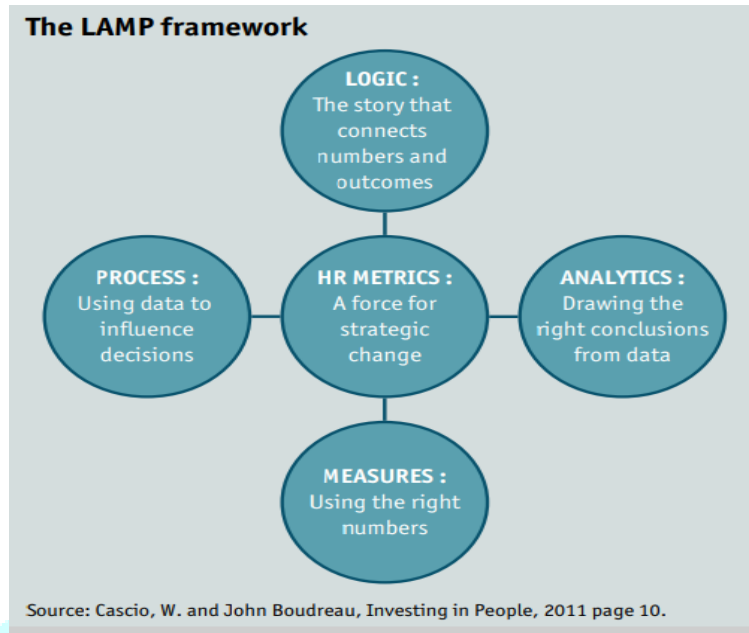 The LAMP framework
LOGIC :
The story that
connects
numbers and
outcomes
PROCESS :
Using data to
influence
decisions
HR METRICS :
A force for
strategic
change
ANALYTICS :
Drawing the
right conclusions
from data
MEASURES :
Using the right
numbers
Source: Cascio, W. and John Boudreau, Investing in People, 2011 page 10.